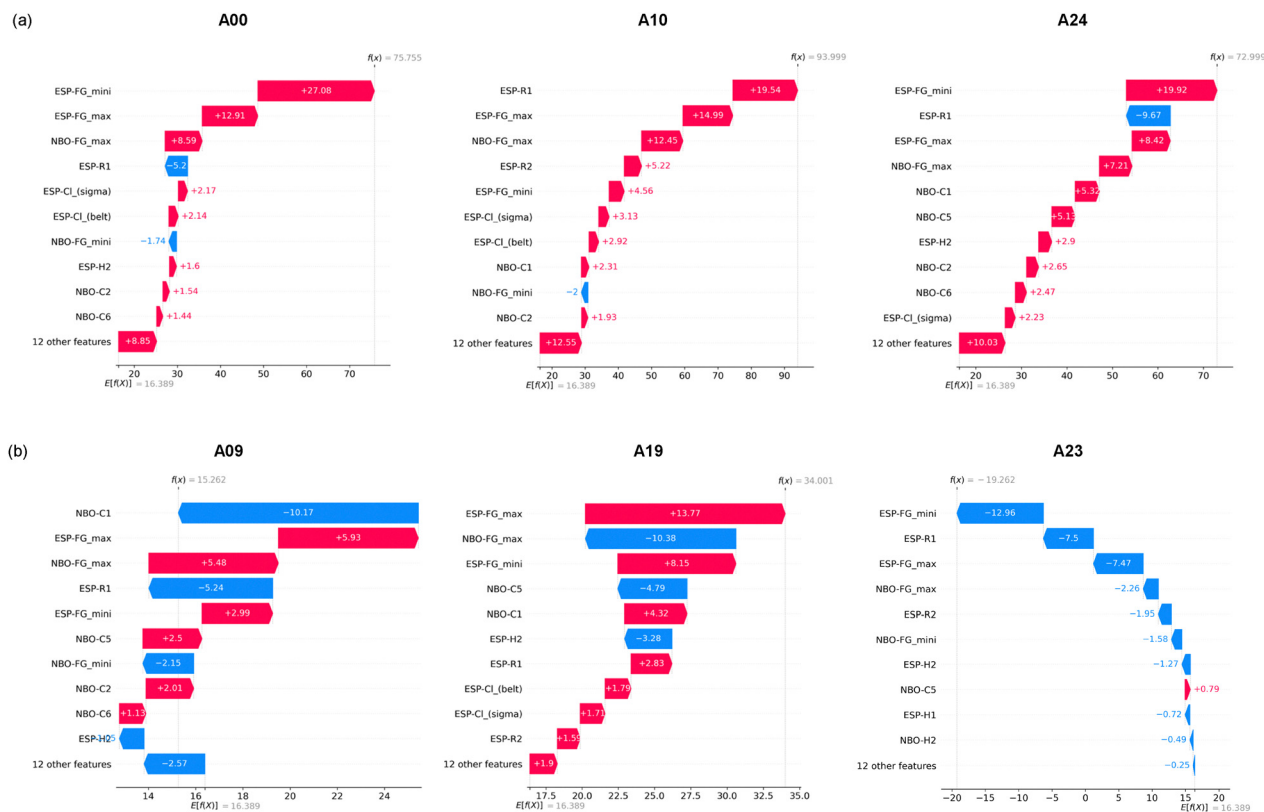 (a)
A00
f(x) = 75.755
ESP-FG_mini +27.08
ESP-FG_max +12.91
NBO-FG_max +8.59
ESP-R1 −5.2
ESP-Cl_(sigma) +2.17
ESP-Cl_(belt) +2.14
NBO-FG_mini −1.74
ESP-H2 +1.6
NBO-C2 +1.54
NBO-C6 +1.44
12 other features +8.85
20 30 40 50 60 70
E[f(X)] = 16.389
A10
f(x) = 93.999
ESP-R1 +19.54
ESP-FG_max +14.99
NBO-FG_max +12.45
ESP-R2 +5.22
ESP-FG_mini +4.56
ESP-Cl_(sigma) +3.13
ESP-Cl_(belt) +2.92
NBO-C1 +2.31
NBO-FG_mini −2
NBO-C2 +1.93
12 other features +12.55
20 30 40 50 60 70 80 90
E[f(X)] = 16.389
A24
f(x) = 72.999
ESP-FG_mini +19.92
ESP-R1 −9.67
ESP-FG_max +8.42
NBO-FG_max +7.21
NBO-C1 +5.32
NBO-C5 +5.13
ESP-H2 +2.9
NBO-C2 +2.65
NBO-C6 +2.47
ESP-Cl_(sigma) +2.23
12 other features +10.03
20 30 40 50 60 70
E[f(X)] = 16.389
(b)
A09
f(x) = 15.262
NBO-C1 −10.17
ESP-FG_max +5.93
NBO-FG_max +5.48
ESP-R1 −5.24
ESP-FG_mini +2.99
NBO-C5 +2.5
NBO-FG_mini −2.15
NBO-C2 +2.01
NBO-C6 +1.13
ESP-H2
12 other features −2.57
14 16 18 20 22 24
E[f(X)] = 16.389
A19
f(x) = 34.001
ESP-FG_max +13.77
NBO-FG_max −10.38
ESP-FG_mini +8.15
NBO-C5 −4.79
NBO-C1 +4.32
ESP-H2 −3.28
ESP-R1 +2.83
ESP-Cl_(belt) +1.79
ESP-Cl_(sigma) +1.71
ESP-R2 +1.59
12 other features +1.9
17.5 20.0 22.5 25.0 27.5 30.0 32.5 35.0
E[f(X)] = 16.389
A23
f(x) = −19.262
ESP-FG_mini −12.96
ESP-R1 −7.5
ESP-FG_max −7.47
NBO-FG_max −2.26
ESP-R2 −1.95
NBO-FG_mini −1.58
ESP-H2 −1.27
NBO-C5 +0.79
ESP-H1 −0.72
NBO-H2 −0.49
12 other features −0.25
−20 −15 −10 −5 0 5 10 15 20
E[f(X)] = 16.389